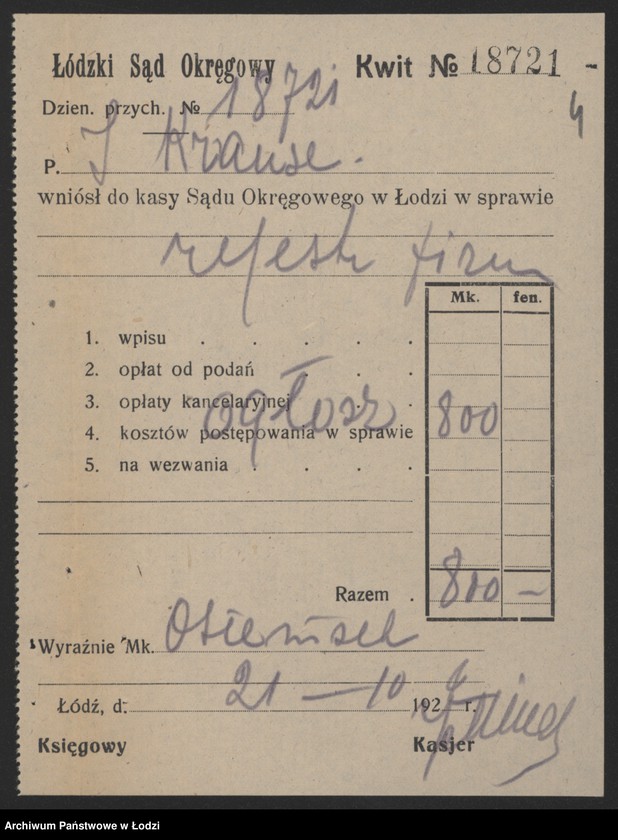 Łódzki Sąd Okręgowy Kwit № 18721 -
Dzien. przych. № 18721
4
P. J Krause.
wniósł do kasy Sądu Okręgowego w Łodzi w sprawie
rejestr firm
Mk. fen.
1. wpisu . . . . .
2. opłat od podań . . .
3. opłaty kancelaryjnej . .
ogłosz 800
4. kosztów postępowania w sprawie
5. na wezwania . . . .
Razem . 800 —
Wyraźnie Mk. Osiemset
Łódź, d. 21 — 10 192 r.
Księgowy Kasjer
Archiwum Państwowe w Łodzi